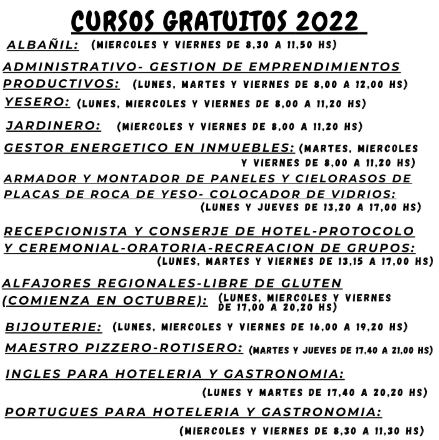 CURSOS GRATUITOS 2022
ALBAÑIL: (MIERCOLES Y VIERNES DE 8,30 A 11,50 HS)
ADMINISTRATIVO- GESTION DE EMPRENDIMIENTOS
PRODUCTIVOS: (LUNES, MARTES Y VIERNES DE 8,00 A 12,00 HS)
YESERO: (LUNES, MIERCOLES Y VIERNES DE 8,00 A 11,20 HS)
JARDINERO: (MIERCOLES Y VIERNES DE 8,00 A 11,20 HS)
GESTOR ENERGETICO EN INMUEBLES: (MARTES, MIERCOLES
Y VIERNES DE 8,00 A 11,20 HS)
ARMADOR Y MONTADOR DE PANELES Y CIELORASOS DE
PLACAS DE ROCA DE YESO- COLOCADOR DE VIDRIOS:
(LUNES Y JUEVES DE 13,20 A 17,00 HS)
RECEPCIONISTA Y CONSERJE DE HOTEL-PROTOCOLO
Y CEREMONIAL-ORATORIA-RECREACION DE GRUPOS:
(LUNES, MARTES Y VIERNES DE 13,15 A 17,00 HS)
ALFAJORES REGIONALES-LIBRE DE GLUTEN
(COMIENZA EN OCTUBRE): (LUNES, MIERCOLES Y VIERNES
DE 17,00 A 20,20 HS)
BIJOUTERIE: (LUNES, MIERCOLES Y VIERNES DE 16,00 A 19,20 HS)
MAESTRO PIZZERO-ROTISERO: (MARTES Y JUEVES DE 17,40 A 21,00 HS)
INGLES PARA HOTELERIA Y GASTRONOMIA:
(LUNES Y MARTES DE 17,40 A 20,20 HS)
PORTUGUES PARA HOTELERIA Y GASTRONOMIA:
(MIERCOLES Y VIERNES DE 8,30 A 11,30 HS)